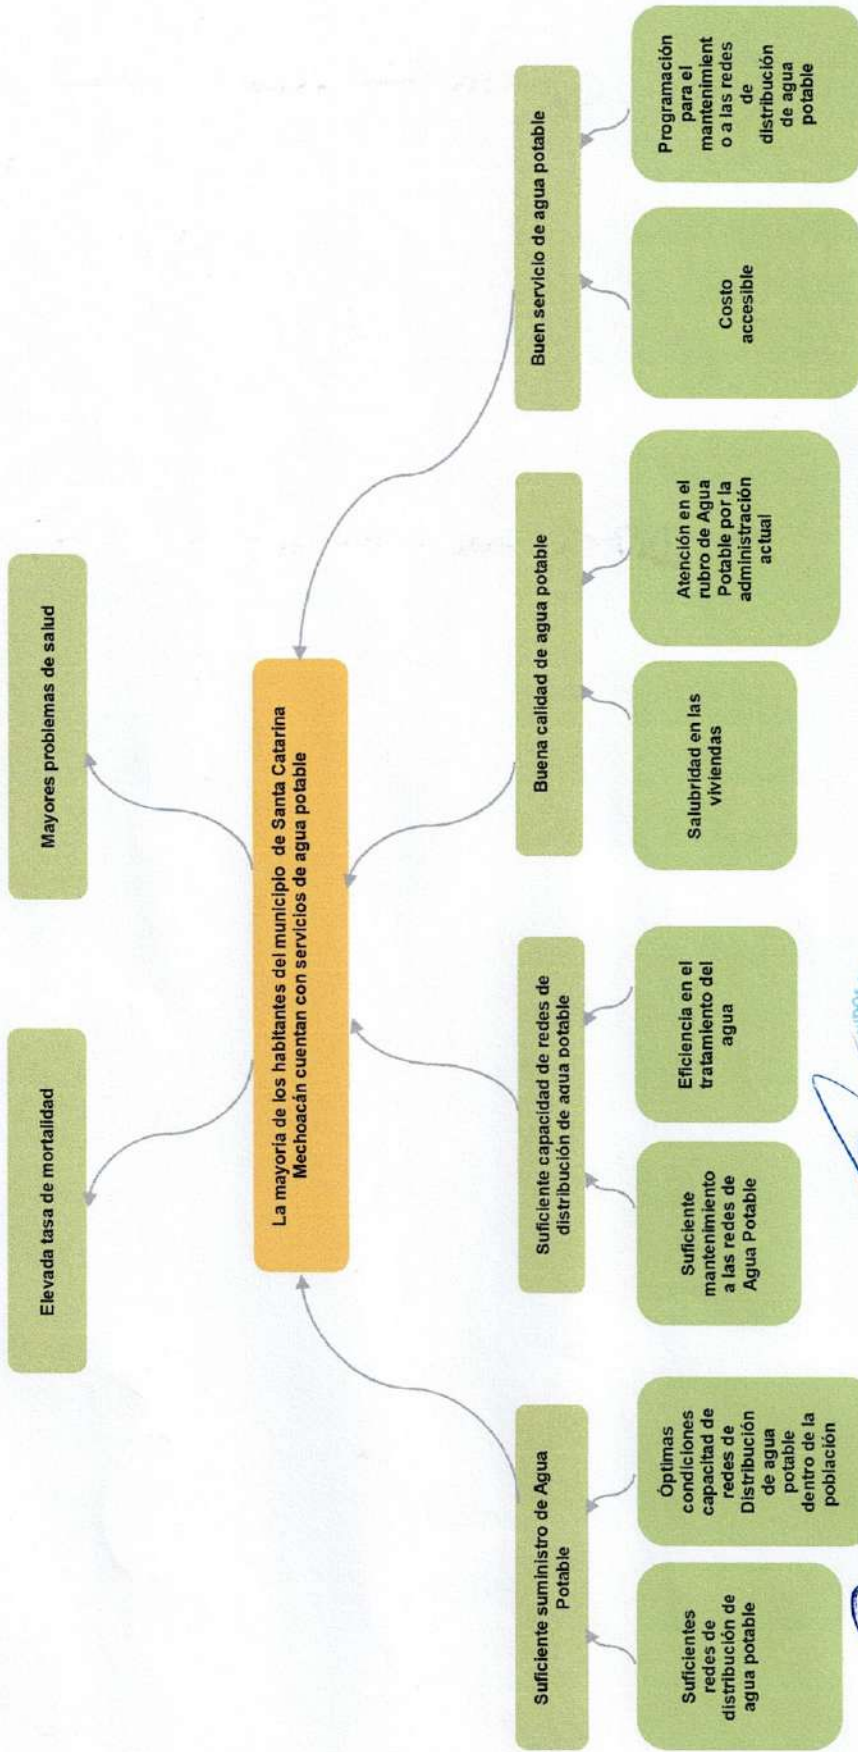 Elevada tasa de mortalidad
Mayores problemas de salud
La mayoria de los habitantes del municipio de Santa Catarina
Mechoacán cuentan con servicios de agua potable
Suficiente suministro de Agua
Potable
Suficiente capacidad de redes de
distribución de agua potable
Buena calidad de agua potable
Buen servicio de agua potable
Suficientes
redes de
distribución de
agua potable
Óptimas
condiciones
capacitad de
redes de
Distribución
de agua
potable
dentro de la
población
Suficiente
mantenimiento
a las redes de
Agua Potable
Eficiencia en el
tratamiento del
agua
Salubridad en las
viviendas
Atención en el
rubro de Agua
Potable por la
administración
actual
Costo
accesible
Programación
para el
mantenimient
o a las redes
de
distribución
de agua
potable